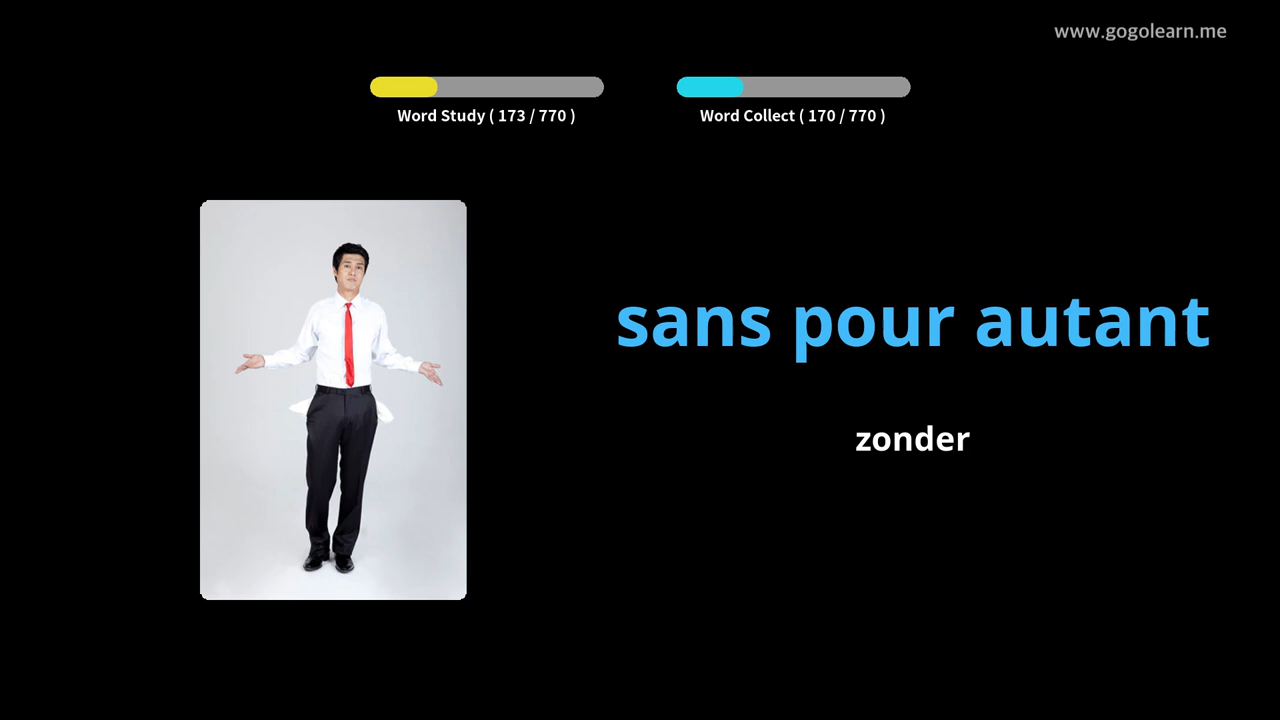 www.gogolearn.me
Word Study ( 173 / 770 )
Word Collect ( 170 / 770 )
sans pour autant
zonder